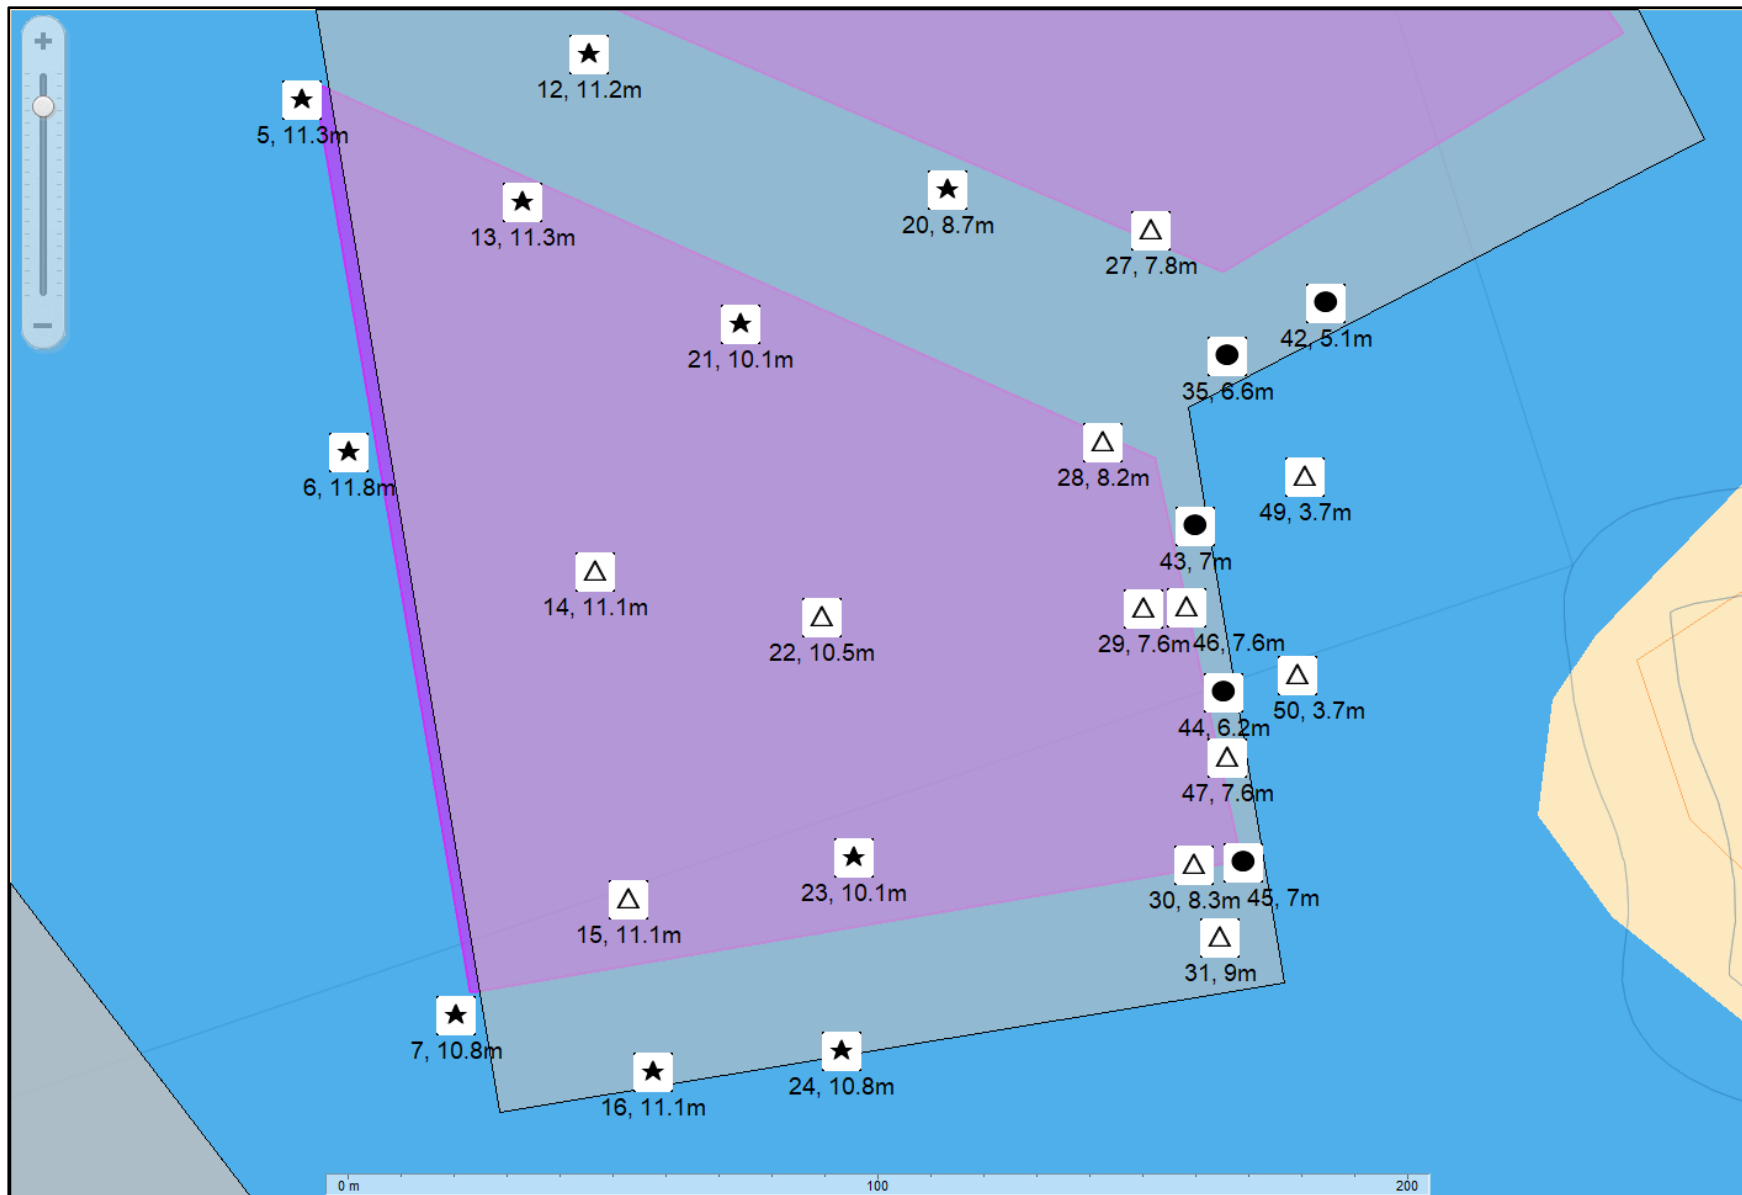 +
12, 11.2m
5, 11.3m
13, 11.3m
20, 8.7m
27, 7.8m
−
42, 5.1m
21, 10.1m
35, 6.6m
28, 8.2m
6, 11.8m
49, 3.7m
43, 7m
14, 11.1m
29, 7.6m 46, 7.6m
22, 10.5m
50, 3.7m
44, 6.2m
47, 7.6m
23, 10.1m
30, 8.3m 45, 7m
15, 11.1m
31, 9m
7, 10.8m
24, 10.8m
16, 11.1m
0 m 100 200